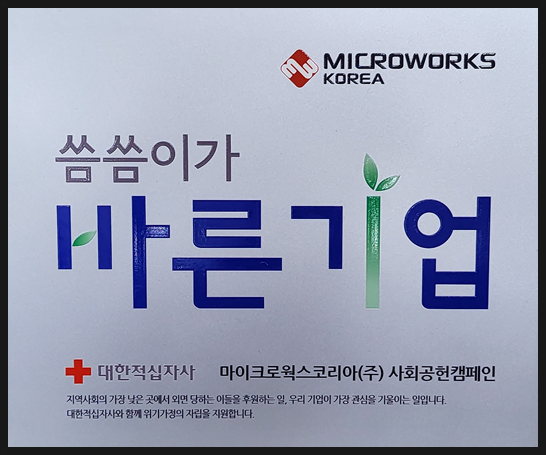 MICROWORKS
KOREA
씀씀이가
바른기업
대한적십자사 마이크로웍스코리아(주) 사회공헌캠페인
지역사회의 가장 낮은 곳에서 외면 당하는 이들을 후원하는 일, 우리 기업이 가장 관심을 기울이는 일입니다.
대한적십자사와 함께 위기가정의 자립을 지원합니다.